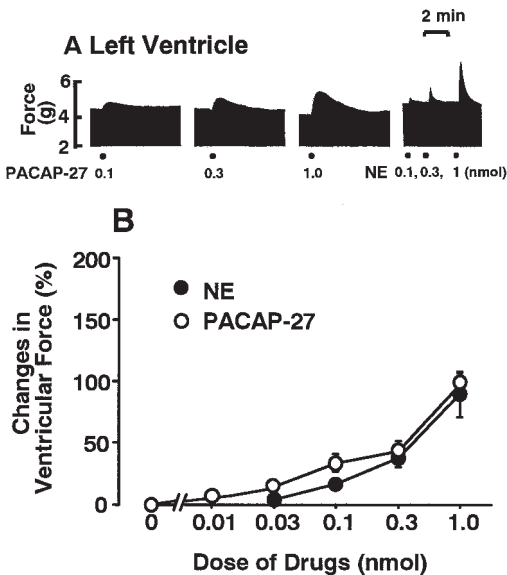 2 min
A Left Ventricle
Force (g)
6
4
2
PACAP-27 0.1 0.3 1.0 NE 0.1, 0.3, 1 (nmol)
B
Changes in
Ventricular Force (%)
200
150
100
50
0
NE
PACAP-27
0 0.01 0.03 0.1 0.3 1.0
Dose of Drugs (nmol)